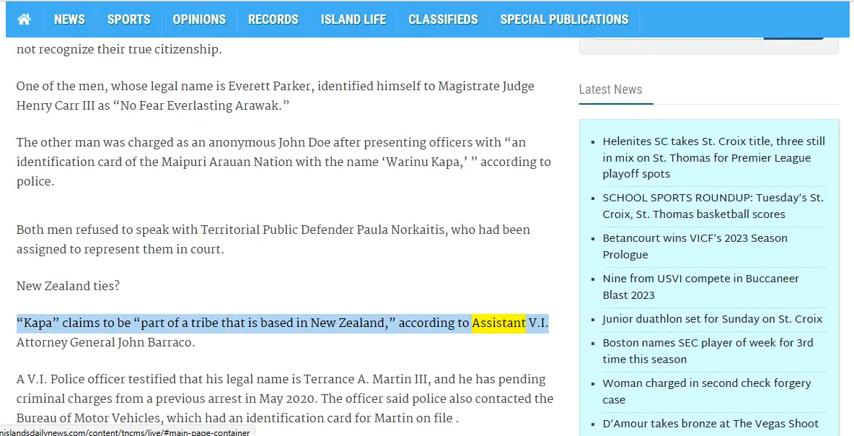 NEWS SPORTS OPINIONS RECORDS ISLAND LIFE CLASSIFIEDS SPECIAL PUBLICATIONS
not recognize their true citizenship.
One of the men, whose legal name is Everett Parker, identified himself to Magistrate Judge
Henry Carr III as “No Fear Everlasting Arawak.”
The other man was charged as an anonymous John Doe after presenting officers with “an
identification card of the Maipuri Arauan Nation with the name ‘Warinu Kapa,’ ” according to
police.
Both men refused to speak with Territorial Public Defender Paula Norkaitis, who had been
assigned to represent them in court.
New Zealand ties?
“Kapa” claims to be “part of a tribe that is based in New Zealand,” according to Assistant V.I.
Attorney General John Barraco.
A V.I. Police officer testified that his legal name is Terrance A. Martin III, and he has pending
criminal charges from a previous arrest in May 2020. The officer said police also contacted the
Bureau of Motor Vehicles, which had an identification card for Martin on file .
nislandsdailynews.com/content/tncms/live/#main-page-container
Latest News
Helenites SC takes St. Croix title, three still
in mix on St. Thomas for Premier League
playoff spots
SCHOOL SPORTS ROUNDUP: Tuesday’s St.
Croix, St. Thomas basketball scores
Betancourt wins VICF’s 2023 Season
Prologue
Nine from USVI compete in Buccaneer
Blast 2023
Junior duathlon set for Sunday on St. Croix
Boston names SEC player of week for 3rd
time this season
Woman charged in second check forgery
case
D’Amour takes bronze at The Vegas Shoot